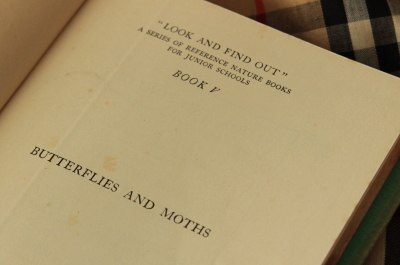 "LOOK AND FIND OUT"
A SERIES OF REFERENCE NATURE BOOKS
FOR JUNIOR SCHOOLS
BOOK V
BUTTERFLIES AND MOTHS